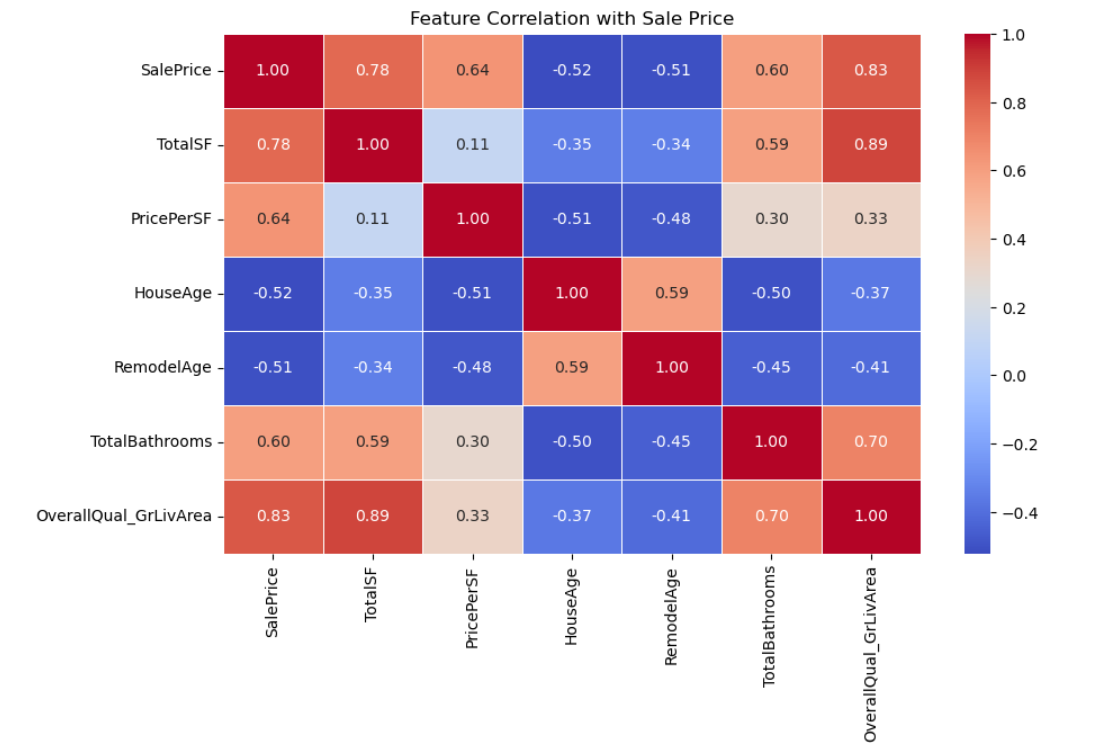 Feature Correlation with Sale Price
SalePrice 1.00 0.78 0.64 -0.52 -0.51 0.60 0.83
TotalSF 0.78 1.00 0.11 -0.35 -0.34 0.59 0.89
PricePerSF 0.64 0.11 1.00 -0.51 -0.48 0.30 0.33
HouseAge -0.52 -0.35 -0.51 1.00 0.59 -0.50 -0.37
RemodelAge -0.51 -0.34 -0.48 0.59 1.00 -0.45 -0.41
TotalBathrooms 0.60 0.59 0.30 -0.50 -0.45 1.00 0.70
OverallQual_GrLivArea 0.83 0.89 0.33 -0.37 -0.41 0.70 1.00
SalePrice
TotalSF
PricePerSF
HouseAge
RemodelAge
TotalBathrooms
OverallQual_GrLivArea
1.0
0.8
0.6
0.4
0.2
0.0
−0.2
−0.4